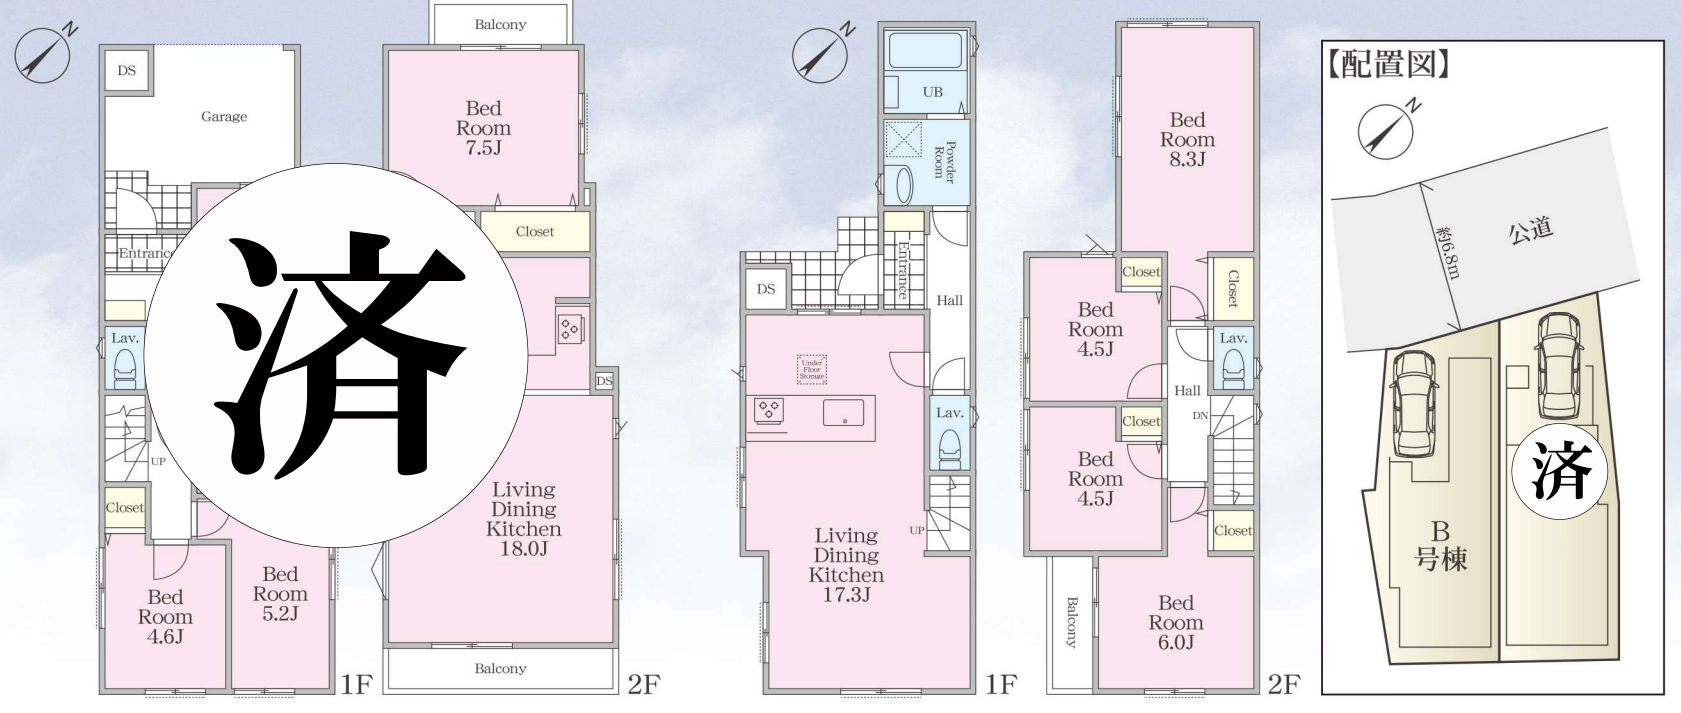 N
DS
Garage
Entrance
Lav.
UP
Closet
Bed
Room
4.6J
Bed
Room
5.2J
1F
済
Balcony
Bed
Room
7.5J
Closet
DS
Living
Dining
Kitchen
18.0J
Balcony
2F
N
UB
Powder
Room
Entrance
Hall
DS
Under
Floor
Storage
Lav.
UP
Living
Dining
Kitchen
17.3J
1F
Bed
Room
8.3J
Closet
Closet
Bed
Room
4.5J
Lav.
Hall
DN
Closet
Bed
Room
4.5J
Closet
Bed
Room
6.0J
Balcony
2F
【配置図】
N
公道
約6.8m
済
B
号棟